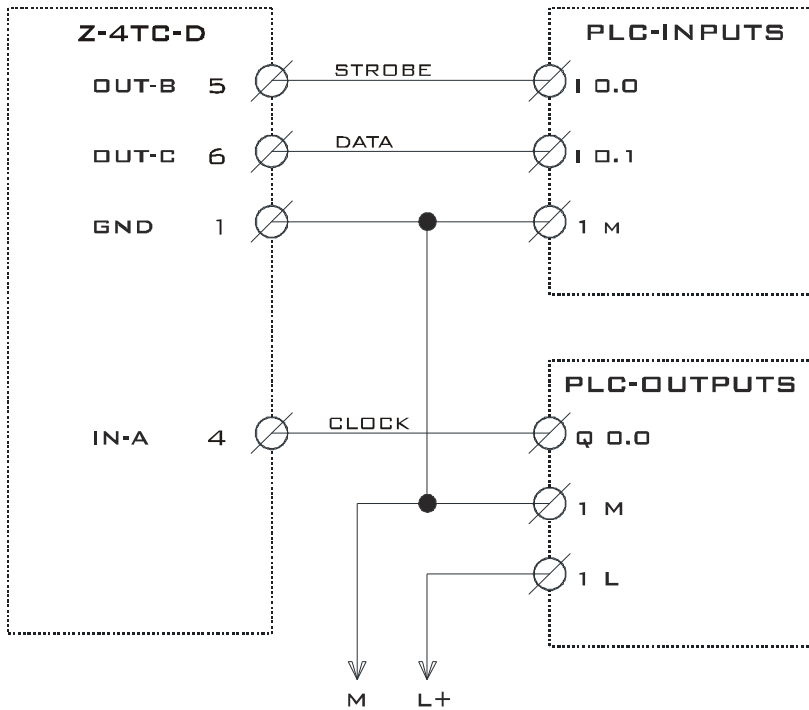 Z-4TC-D
PLC-INPUTS
OUT-B 5
STROBE
I 0.0
OUT-C 6
DATA
I 0.1
GND 1
1 M
PLC-OUTPUTS
IN-A 4
CLOCK
Q 0.0
1 M
1 L
M
L+